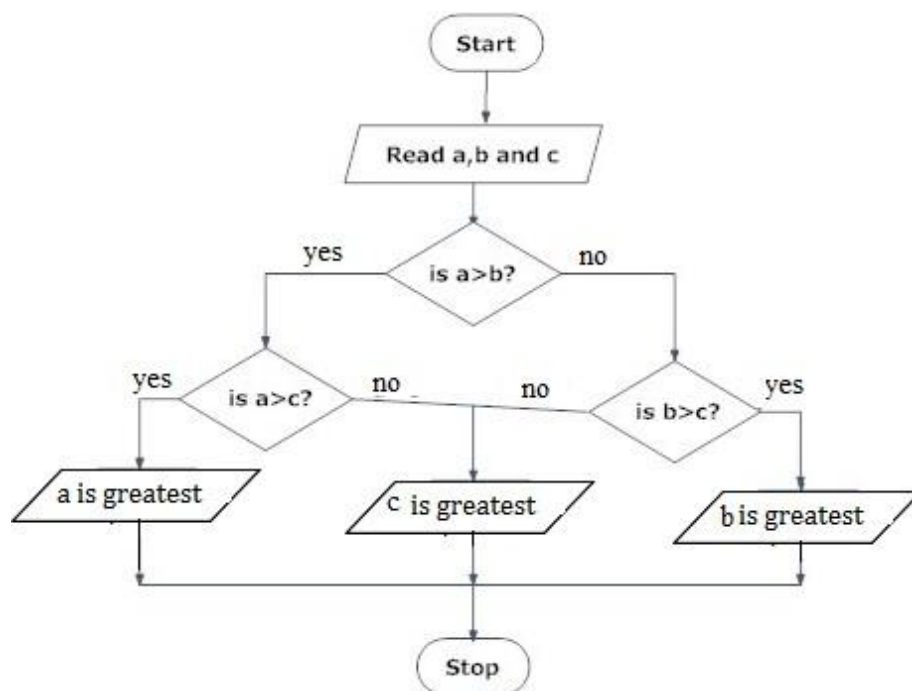 Start
Read a,b and c
yes
is a>b?
no
yes
is a>c?
no
no
is b>c?
yes
a is greatest
c is greatest
b is greatest
Stop